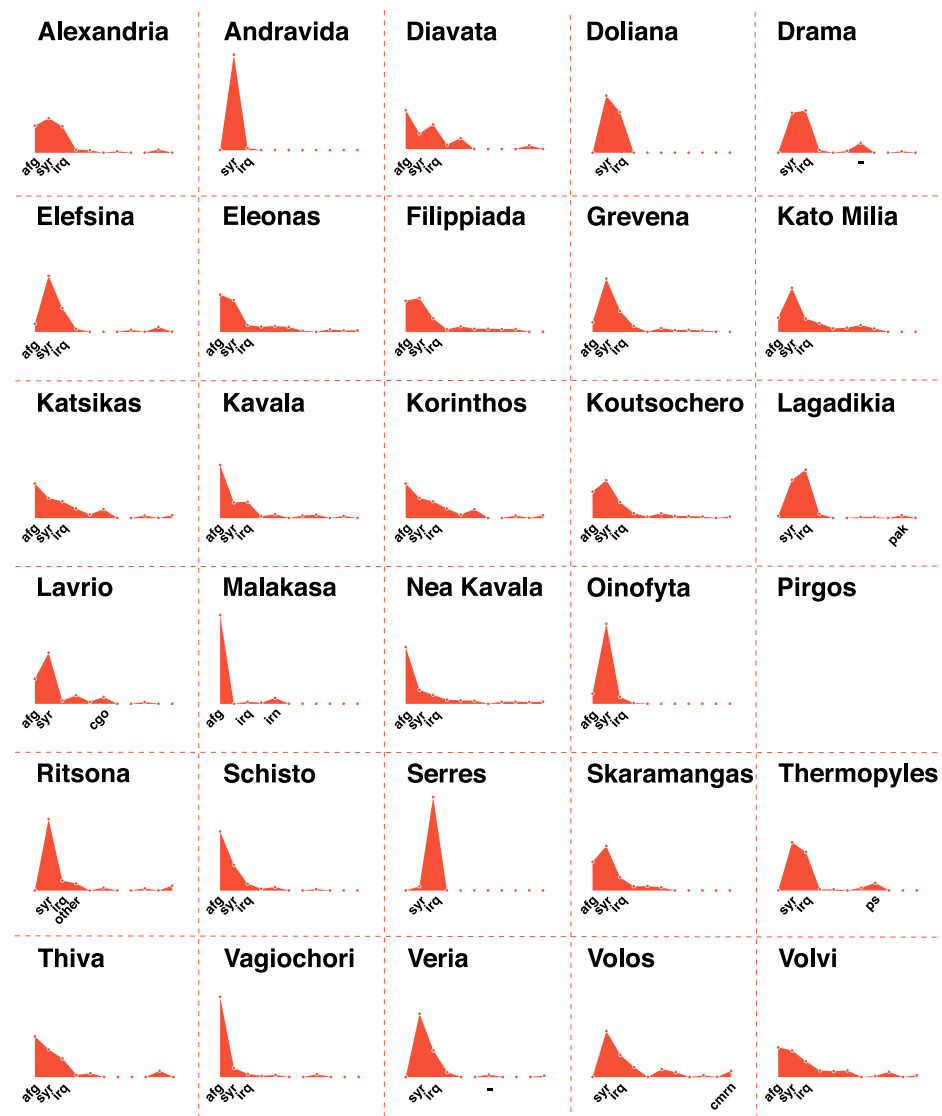 Alexandria Andravida Diavata Doliana Drama
afg syr irq syr irq afg syr irq syr irq syr irq -
Elefsina Eleonas Filippiada Grevena Kato Milia
afg syr irq afg syr irq afg syr irq afg syr irq afg syr irq
Katsikas Kavala Korinthos Koutsochero Lagadikia
afg syr irq afg syr irq afg syr irq afg syr irq syr irq pak
Lavrio Malakasa Nea Kavala Oinofyta Pirgos
afg syr cgo afg irq irn afg syr irq afg syr irq
Ritsona Schisto Serres Skaramangas Thermopyles
syr irq other afg syr irq syr irq afg syr irq syr irq ps
Thiva Vagiochori Veria Volos Volvi
afg syr irq afg syr irq syr irq - syr irq cmrn afg syr irq